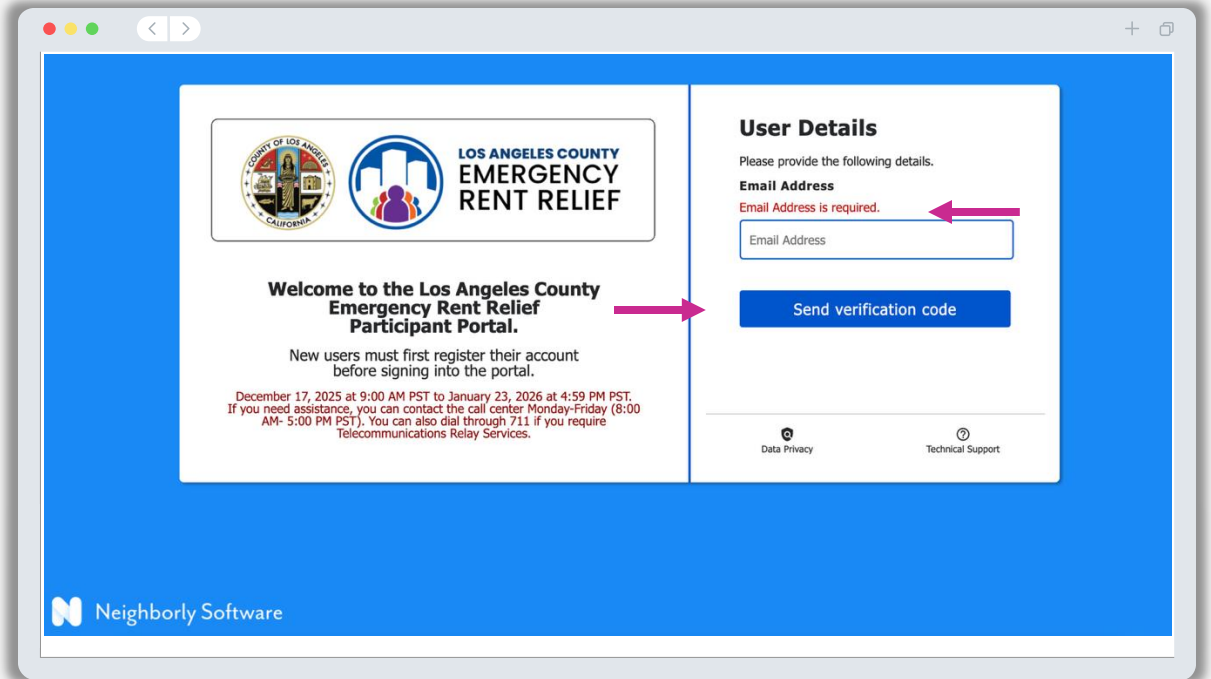 COUNTY OF LOS ANGELES
CALIFORNIA
LOS ANGELES COUNTY
EMERGENCY
RENT RELIEF
Welcome to the Los Angeles County
Emergency Rent Relief
Participant Portal.
New users must first register their account
before signing into the portal.
December 17, 2025 at 9:00 AM PST to January 23, 2026 at 4:59 PM PST.
If you need assistance, you can contact the call center Monday-Friday (8:00
AM- 5:00 PM PST). You can also dial through 711 if you require
Telecommunications Relay Services.
User Details
Please provide the following details.
Email Address
Email Address is required.
Email Address
Send verification code
Data Privacy
Technical Support
N Neighborly Software